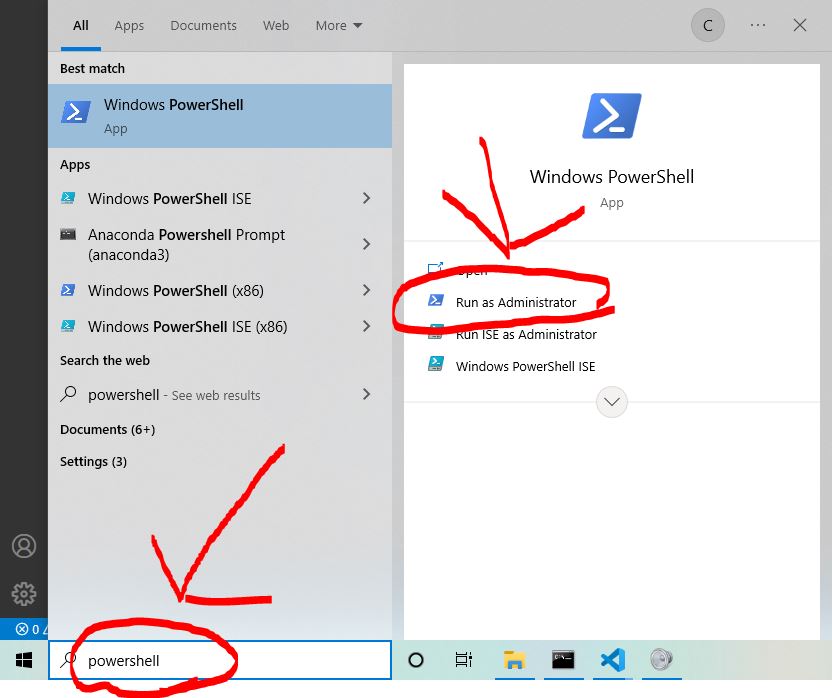 All Apps Documents Web More C
Best match
Windows PowerShell
App
Apps
Windows PowerShell ISE
Anaconda Powershell Prompt
(anaconda3)
Windows PowerShell (x86)
Windows PowerShell ISE (x86)
Search the web
powershell - See web results
Documents (6+)
Settings (3)
Windows PowerShell
App
Open
Run as Administrator
Run ISE as Administrator
Windows PowerShell ISE
0
powershell